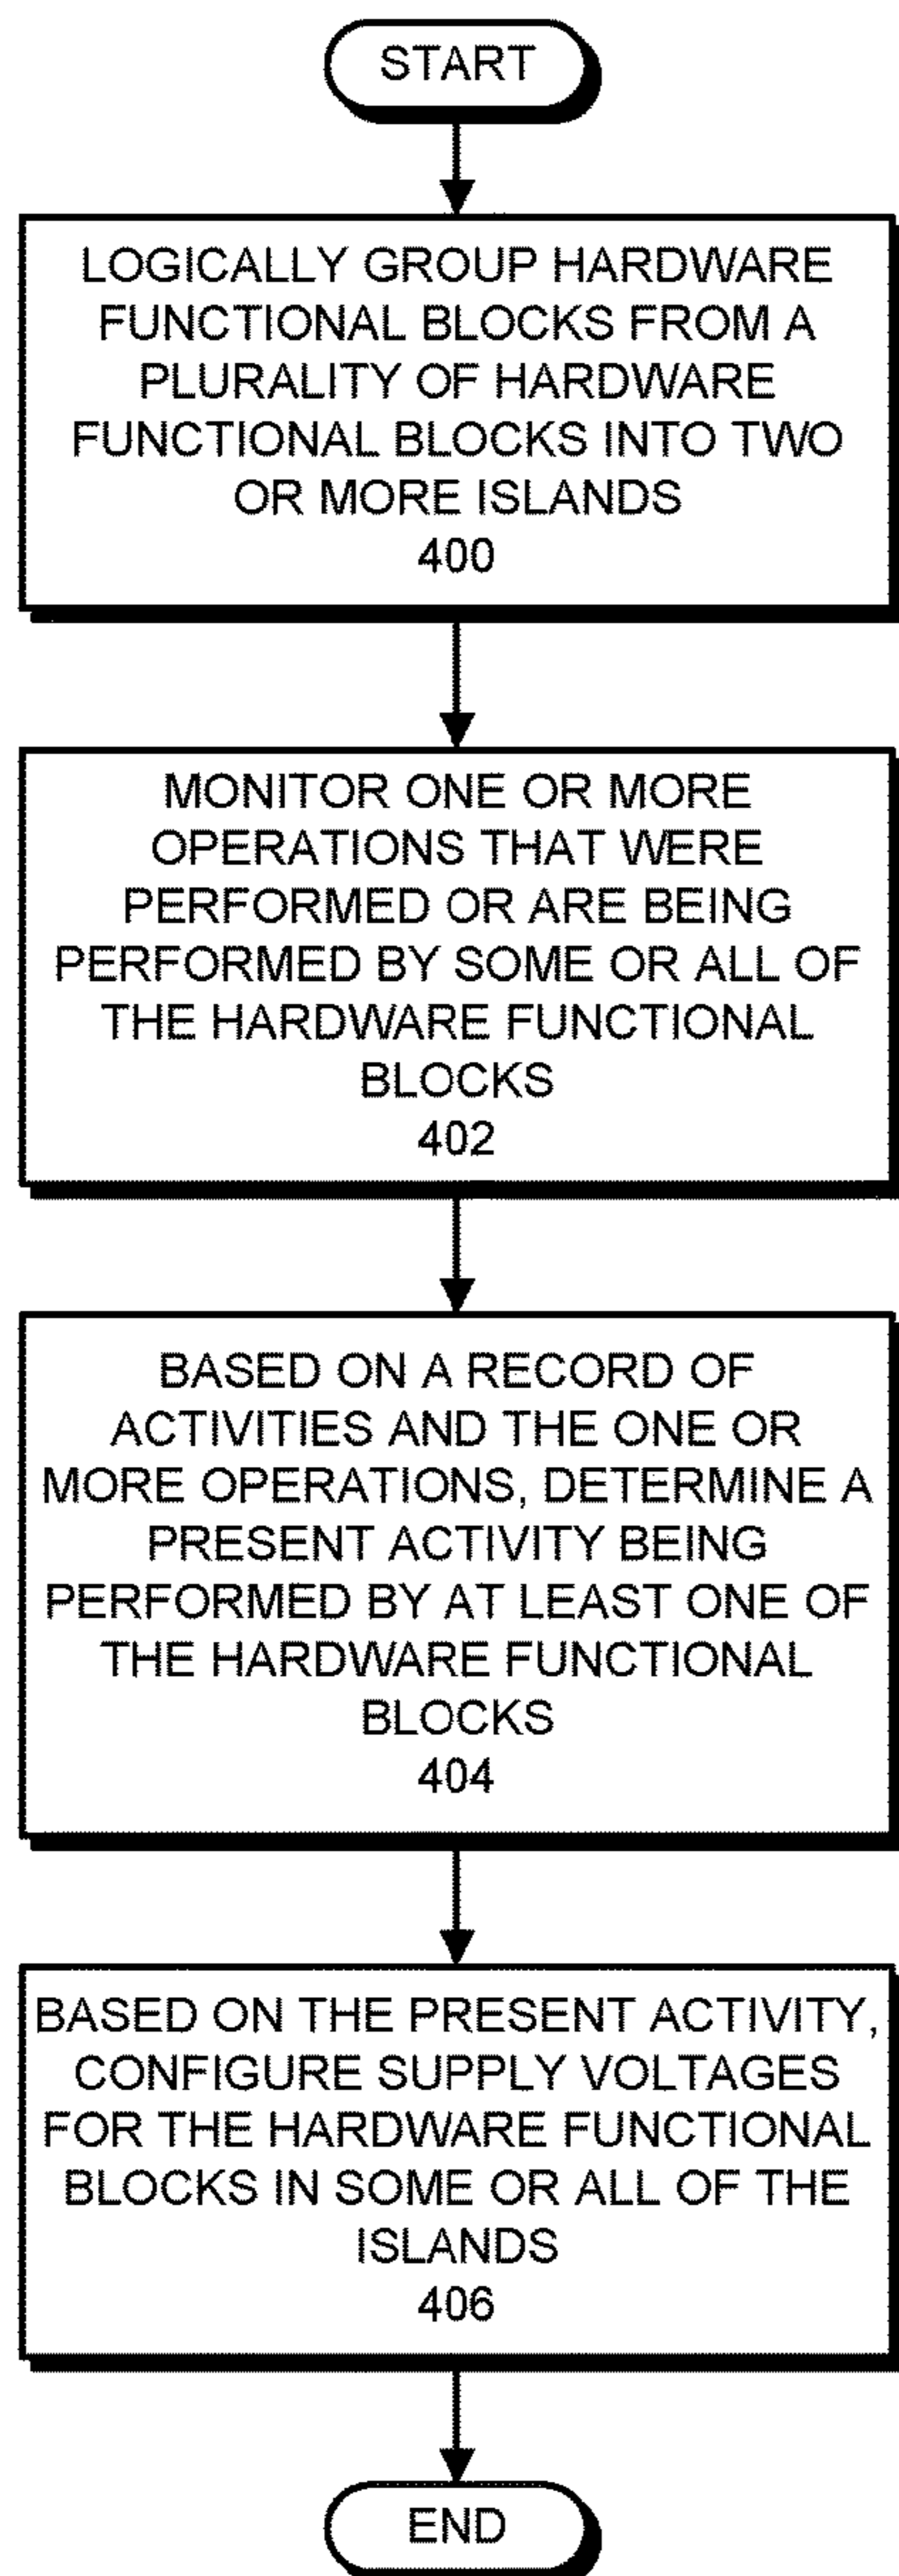 START
LOGICALLY GROUP HARDWARE
FUNCTIONAL BLOCKS FROM A
PLURALITY OF HARDWARE
FUNCTIONAL BLOCKS INTO TWO
OR MORE ISLANDS
400
MONITOR ONE OR MORE
OPERATIONS THAT WERE
PERFORMED OR ARE BEING
PERFORMED BY SOME OR ALL OF
THE HARDWARE FUNCTIONAL
BLOCKS
402
BASED ON A RECORD OF
ACTIVITIES AND THE ONE OR
MORE OPERATIONS, DETERMINE A
PRESENT ACTIVITY BEING
PERFORMED BY AT LEAST ONE OF
THE HARDWARE FUNCTIONAL
BLOCKS
404
BASED ON THE PRESENT ACTIVITY,
CONFIGURE SUPPLY VOLTAGES
FOR THE HARDWARE FUNCTIONAL
BLOCKS IN SOME OR ALL OF THE
ISLANDS
406
END